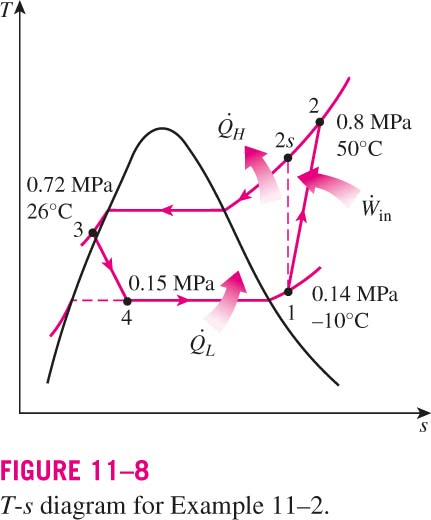 T
2
Q̇H
2s
0.8 MPa
50°C
0.72 MPa
26°C
Ẇin
3
0.15 MPa
0.14 MPa
–10°C
4
1
Q̇L
s
FIGURE 11–8
T-s diagram for Example 11–2.